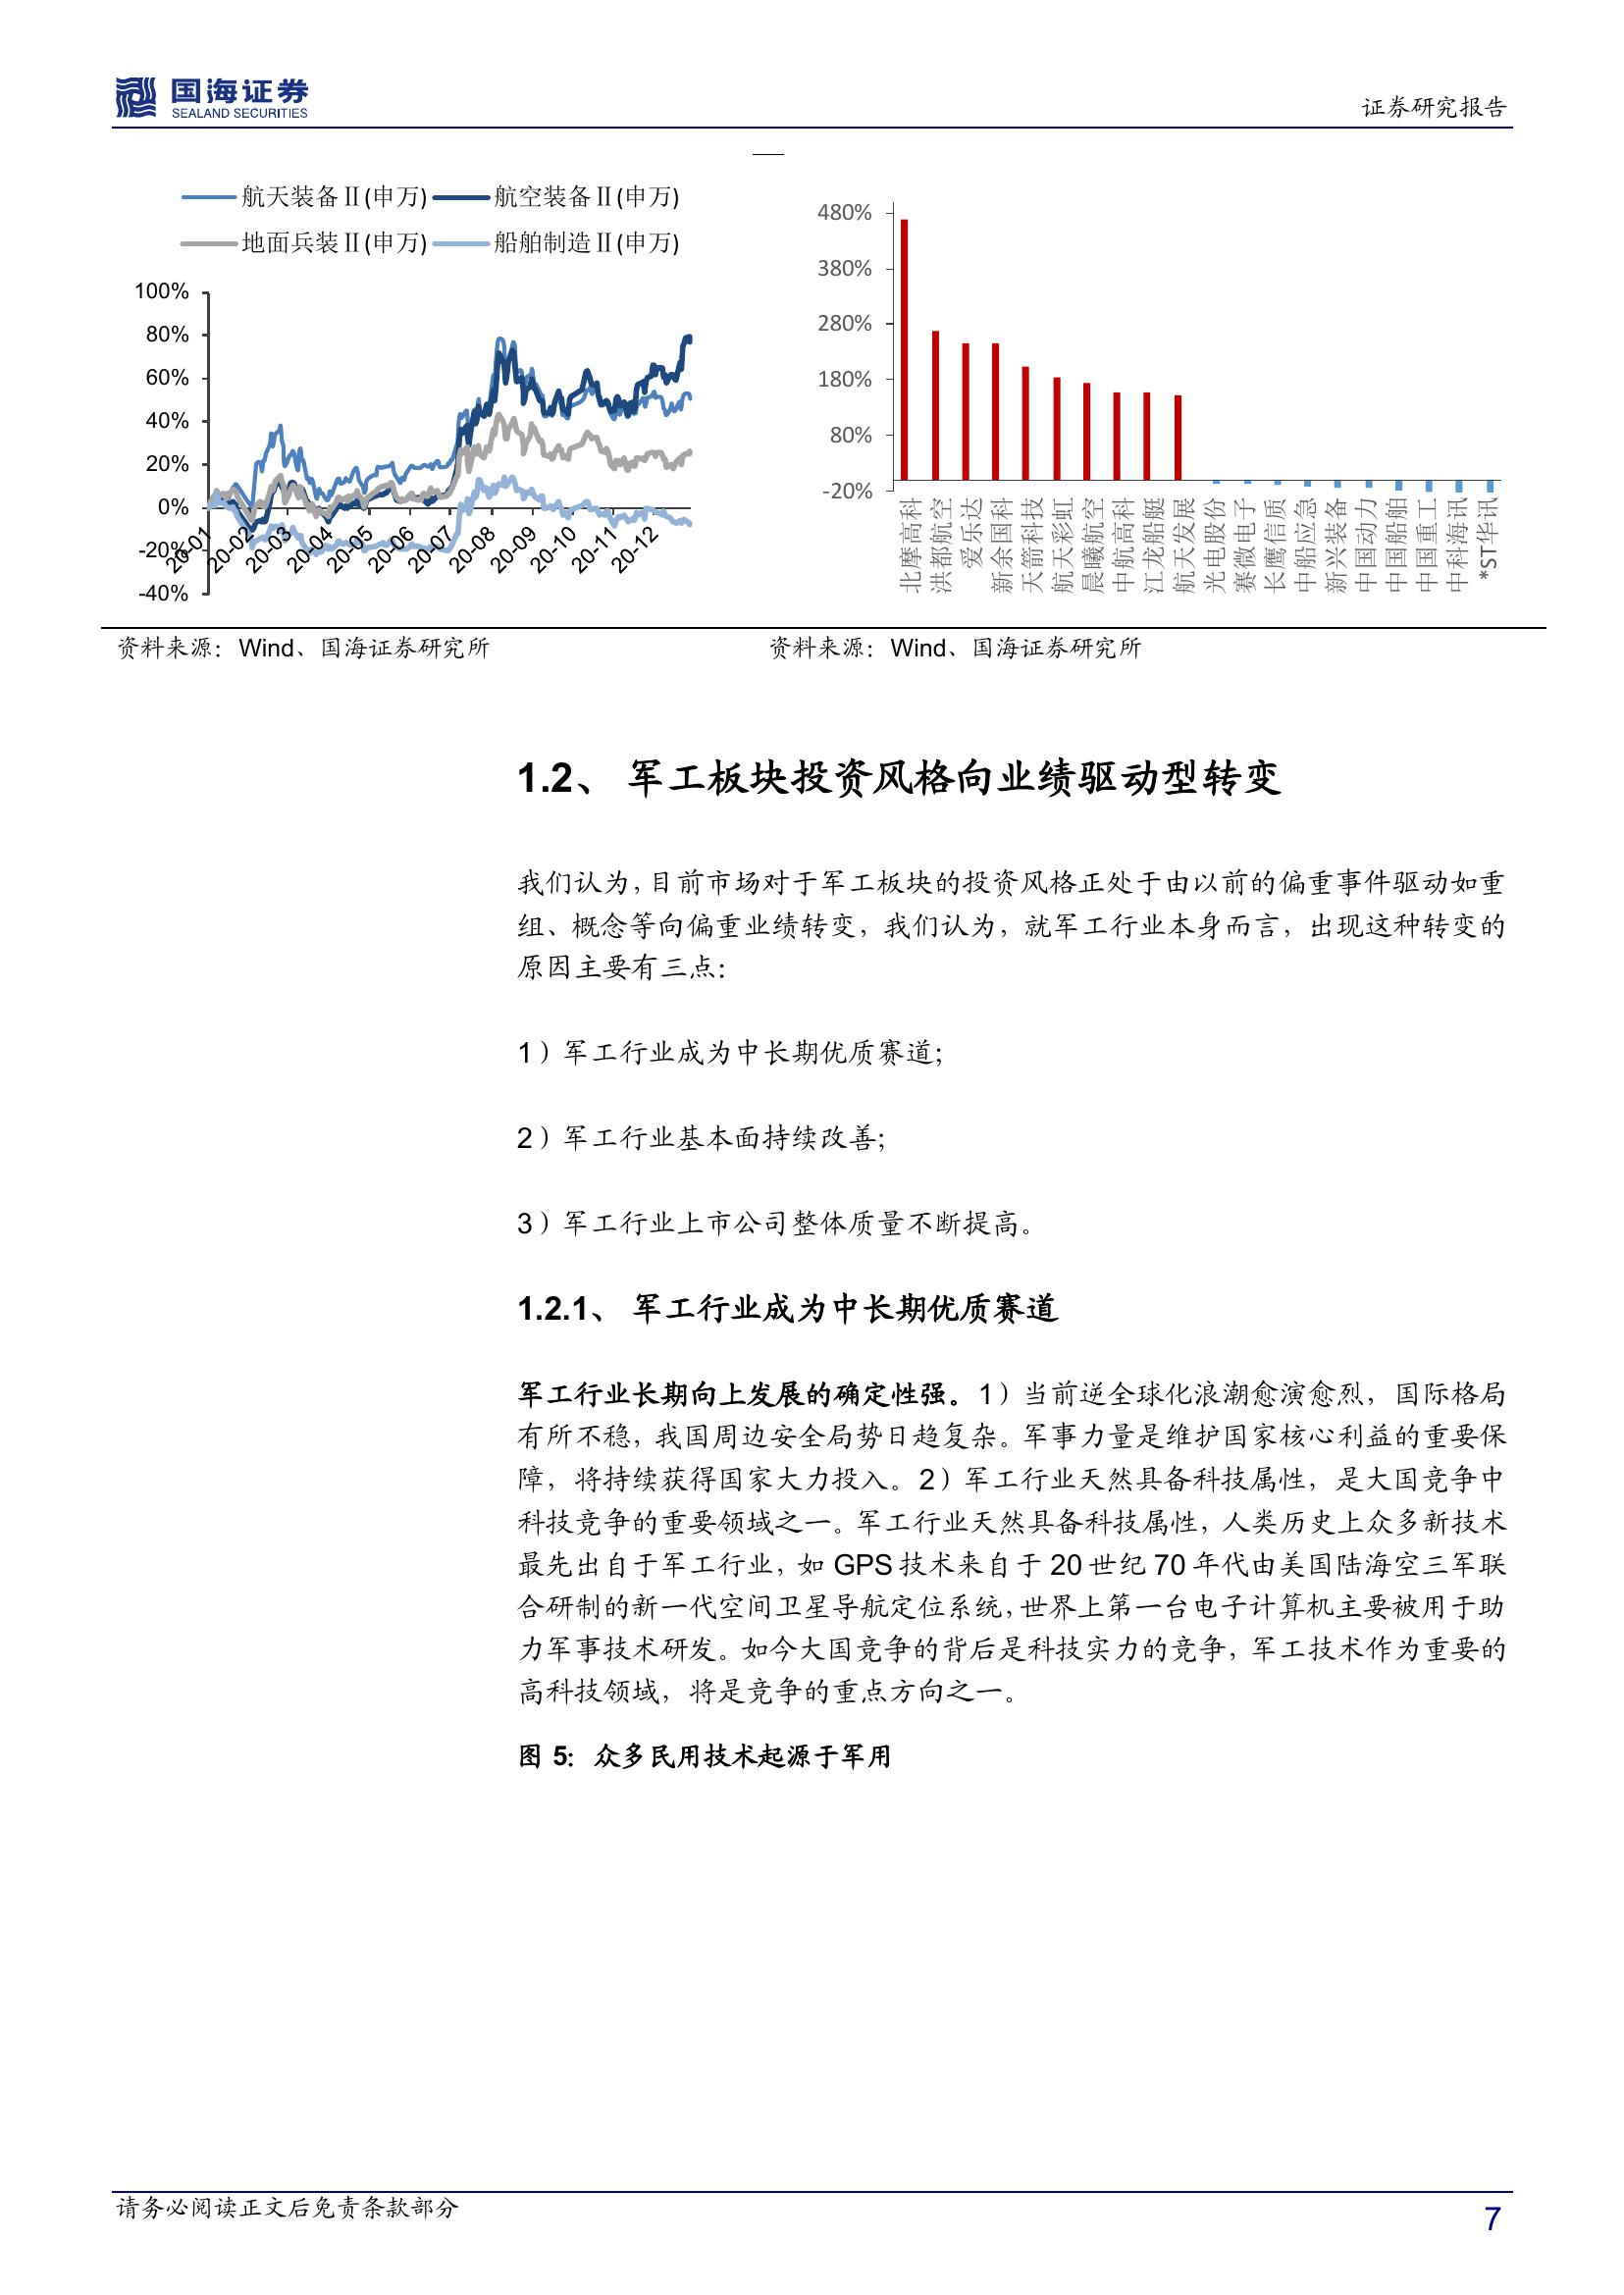 国海证券
SEALAND SECURITIES
证券研究报告
航天装备Ⅱ(申万)
航空装备Ⅱ(申万)
地面兵装Ⅱ(申万)
船舶制造Ⅱ(申万)
100%
80%
60%
40%
20%
0%
-20%
-40%
20-01
20-02
20-03
20-04
20-05
20-06
20-07
20-08
20-09
20-10
20-11
20-12
480%
380%
280%
180%
80%
-20%
北摩高科
洪都航空
爱乐达
新余国科
天箭科技
航天彩虹
晨曦航空
中航高科
江龙船艇
航天发展
光电股份
赛微电子
长鹰信质
中船应急
新兴装备
中国动力
中国船舶
中国重工
中科海讯
*ST华讯
资料来源：Wind、国海证券研究所
资料来源：Wind、国海证券研究所
1.2、 军工板块投资风格向业绩驱动型转变
我们认为，目前市场对于军工板块的投资风格正处于由以前的偏重事件驱动如重
组、概念等向偏重业绩转变，我们认为，就军工行业本身而言，出现这种转变的
原因主要有三点：
1）军工行业成为中长期优质赛道；
2）军工行业基本面持续改善；
3）军工行业上市公司整体质量不断提高。
1.2.1、 军工行业成为中长期优质赛道
军工行业长期向上发展的确定性强。1）当前逆全球化浪潮愈演愈烈，国际格局
有所不稳，我国周边安全局势日趋复杂。军事力量是维护国家核心利益的重要保
障，将持续获得国家大力投入。2）军工行业天然具备科技属性，是大国竞争中
科技竞争的重要领域之一。军工行业天然具备科技属性，人类历史上众多新技术
最先出自于军工行业，如 GPS 技术来自于 20 世纪 70 年代由美国陆海空三军联
合研制的新一代空间卫星导航定位系统，世界上第一台电子计算机主要被用于助
力军事技术研发。如今大国竞争的背后是科技实力的竞争，军工技术作为重要的
高科技领域，将是竞争的重点方向之一。
图 5：众多民用技术起源于军用
请务必阅读正文后免责条款部分
7